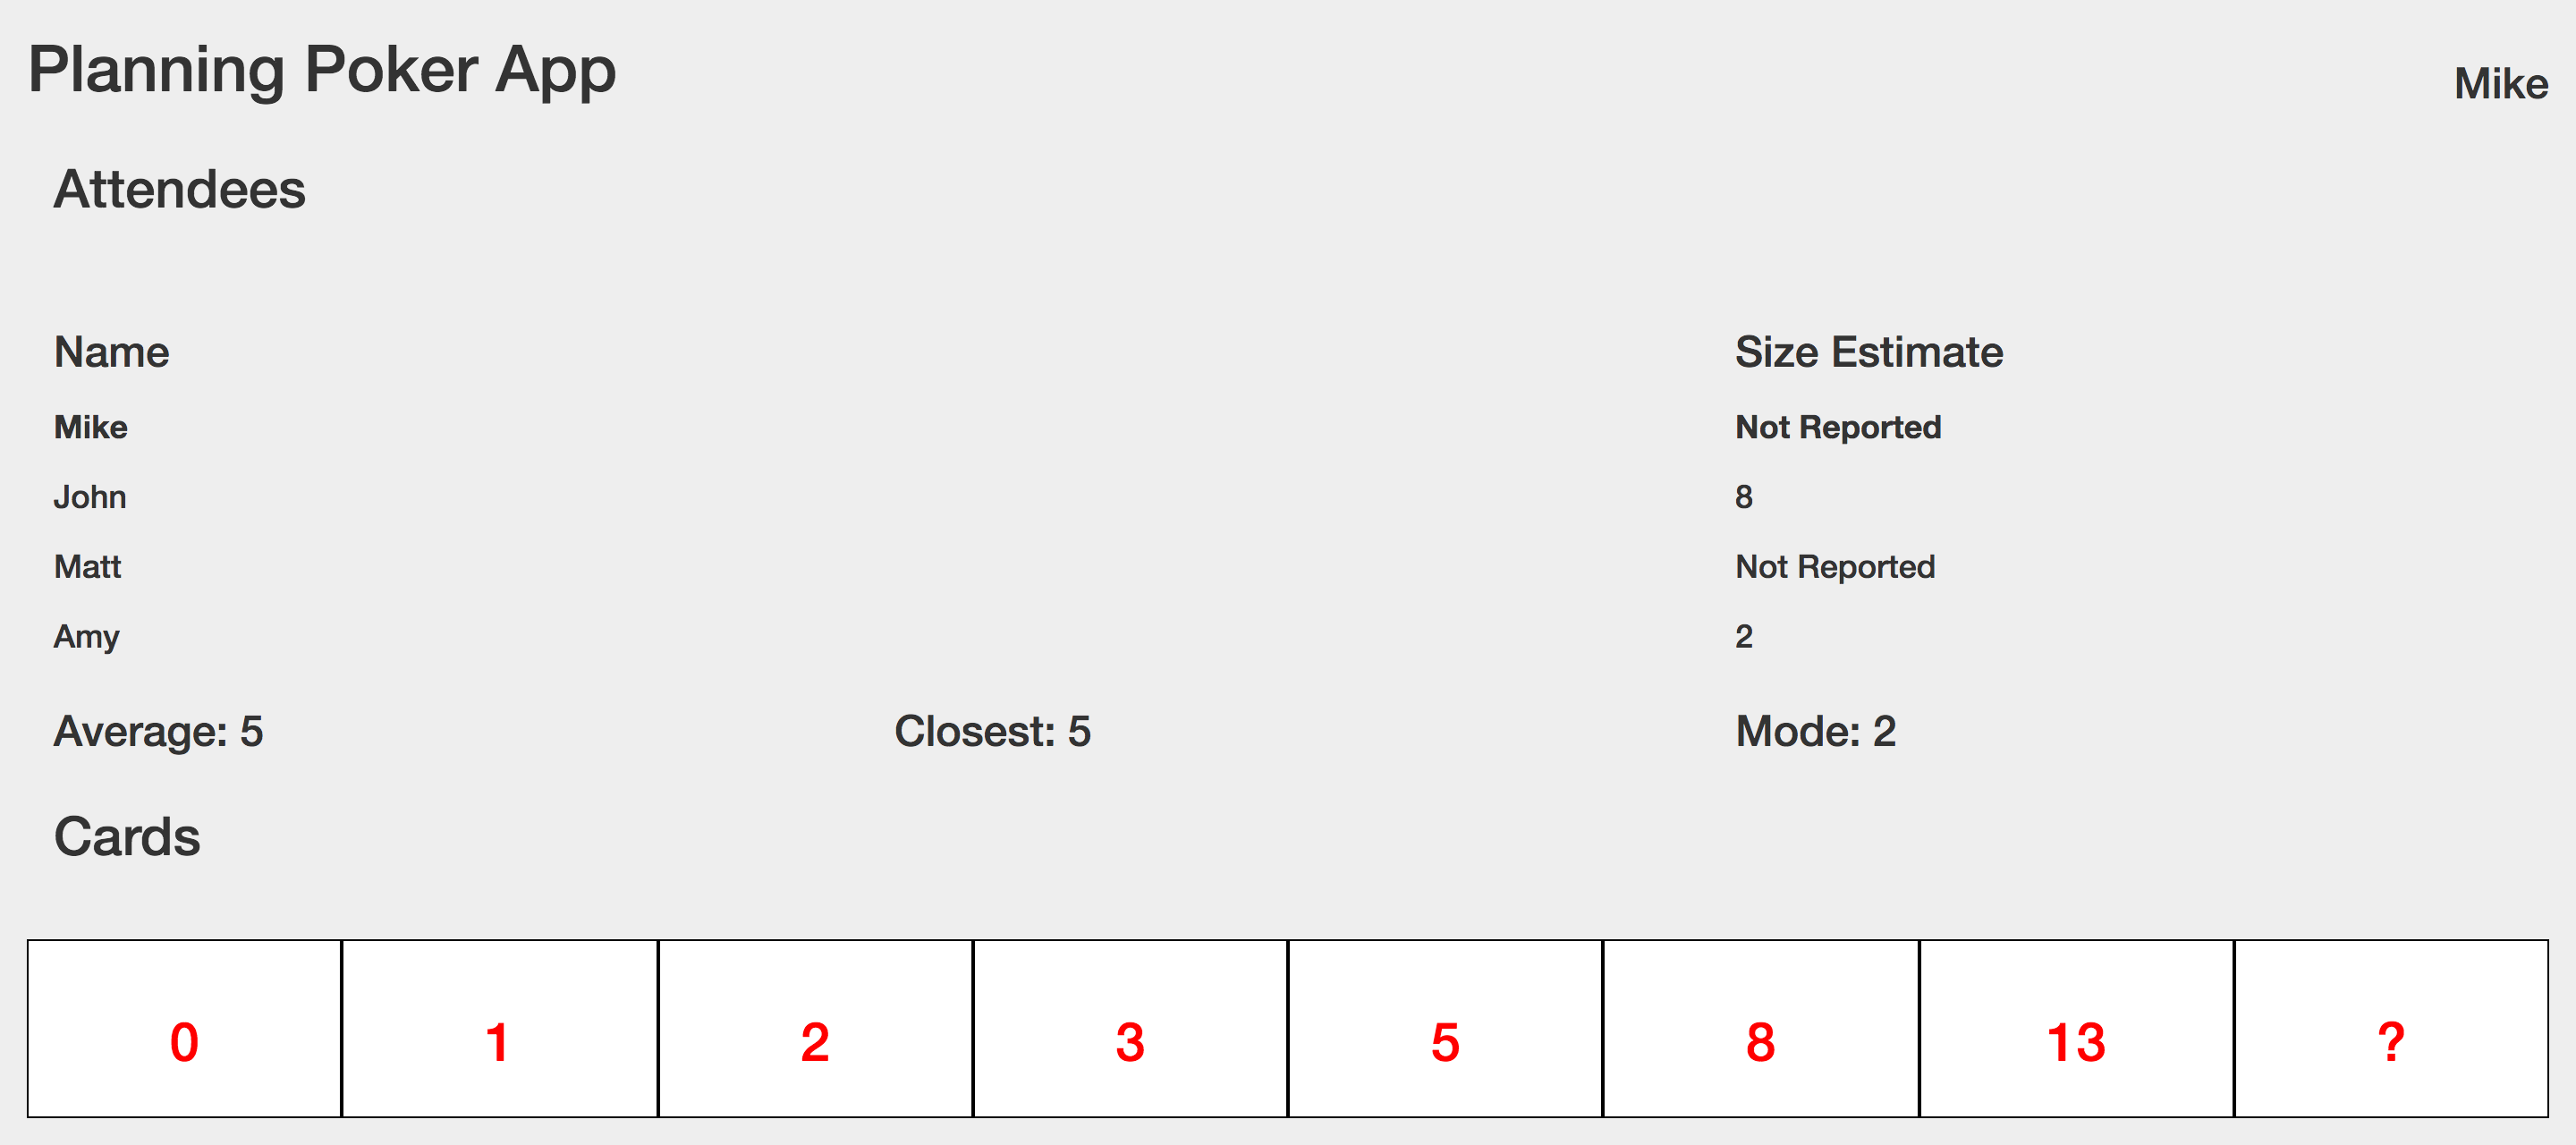 Planning Poker App
Mike
Attendees
Name Size Estimate
Mike Not Reported
John 8
Matt Not Reported
Amy 2
Average: 5 Closest: 5 Mode: 2
Cards
0 1 2 3 5 8 13 ?